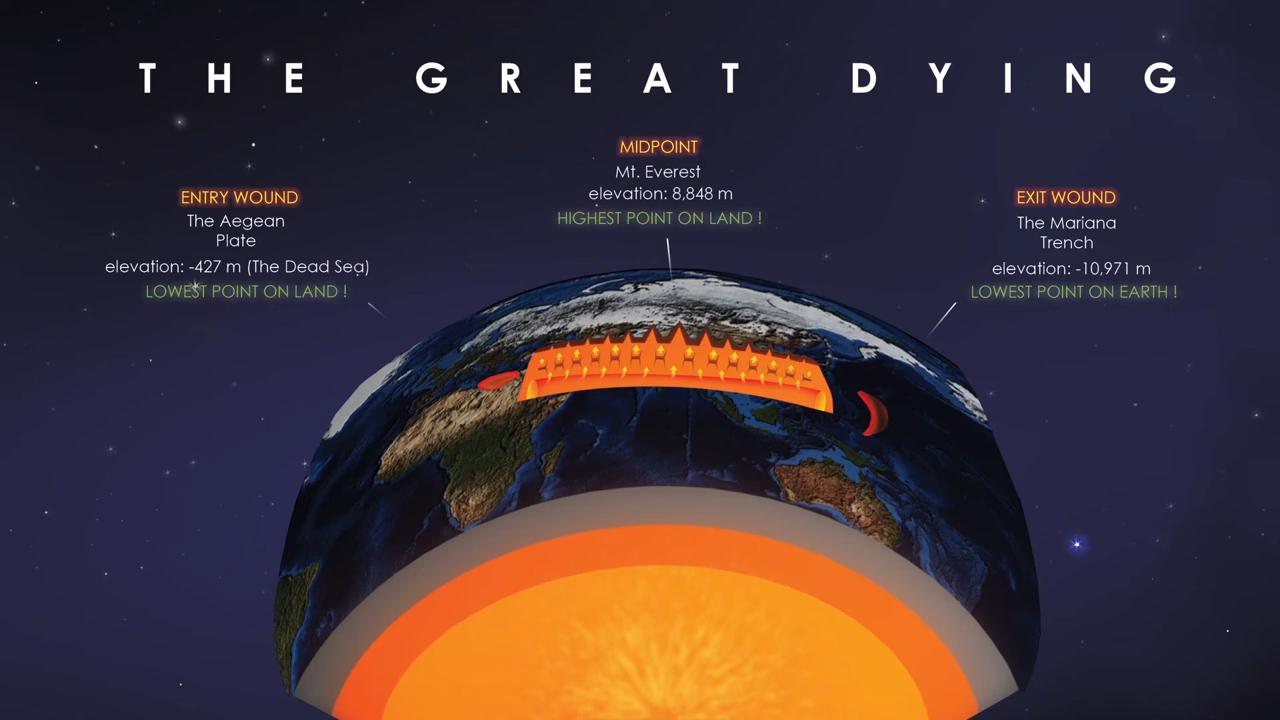 THE GREAT DYING
MIDPOINT
Mt. Everest
elevation: 8,848 m
HIGHEST POINT ON LAND !
ENTRY WOUND
The Aegean
Plate
elevation: -427 m (The Dead Sea)
LOWEST POINT ON LAND !
EXIT WOUND
The Mariana
Trench
elevation: -10,971 m
LOWEST POINT ON EARTH !